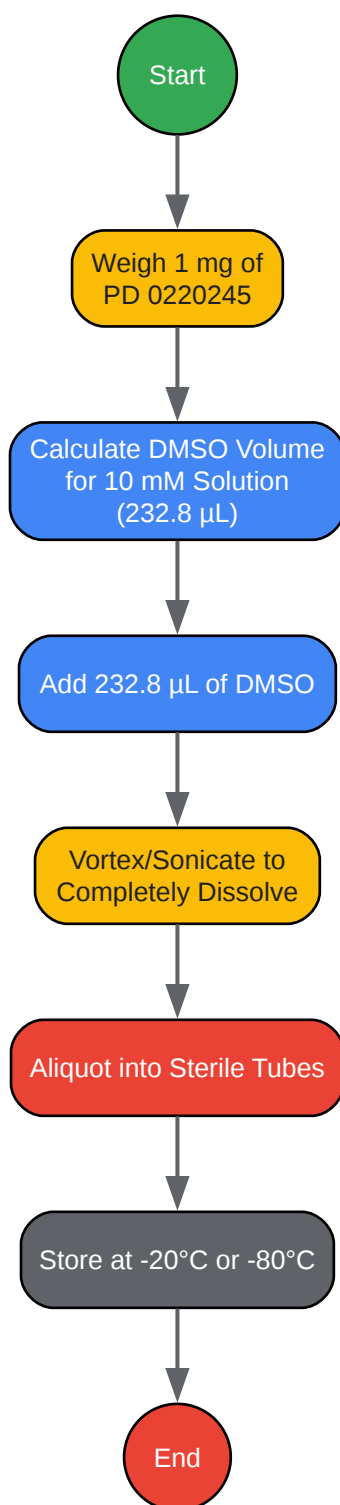 Start
Weigh 1 mg of
PD 0220245
Calculate DMSO Volume
for 10 mM Solution
(232.8 µL)
Add 232.8 µL of DMSO
Vortex/Sonicate to
Completely Dissolve
Aliquot into Sterile Tubes
Store at -20°C or -80°C
End